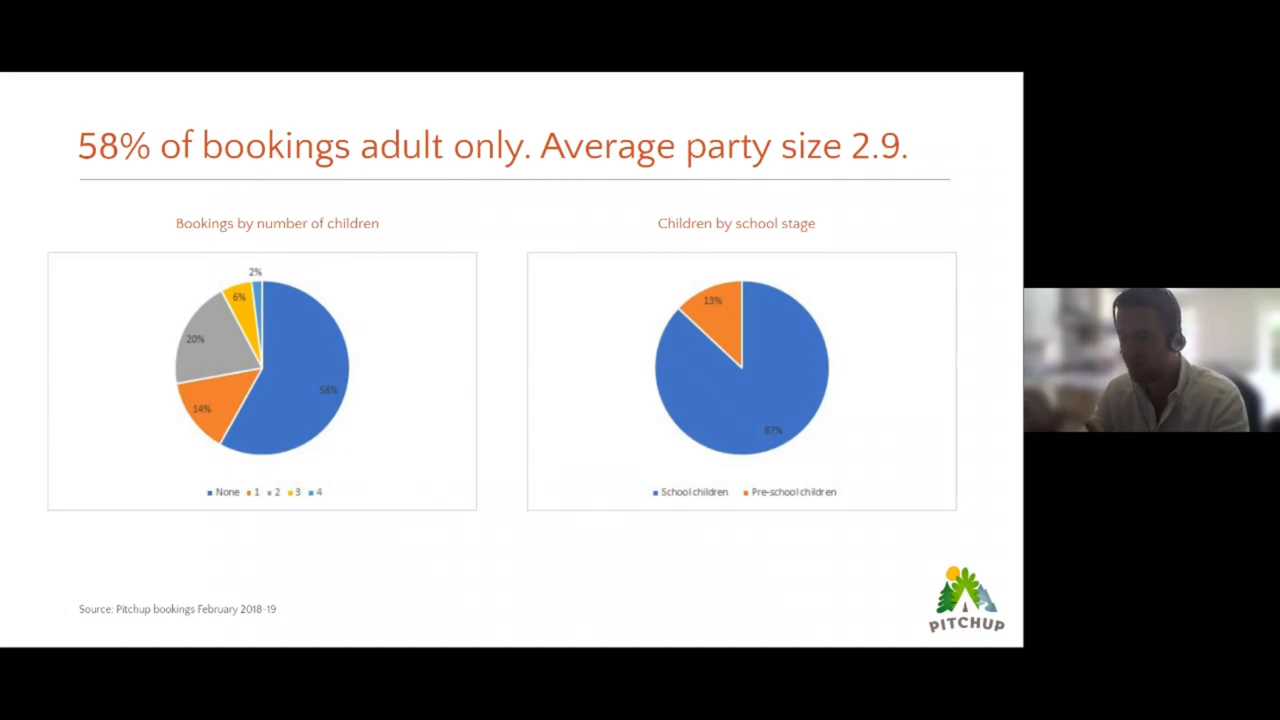 58% of bookings adult only. Average party size 2.9.
Bookings by number of children
2%
6%
20%
58%
14%
None 1 2 3 4
Children by school stage
13%
87%
School children Pre-school children
Source: Pitchup bookings February 2018-19
PITCHUP